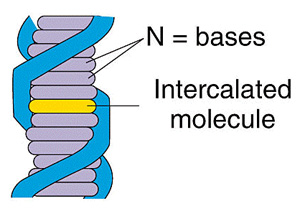 N = bases
Intercalated
molecule